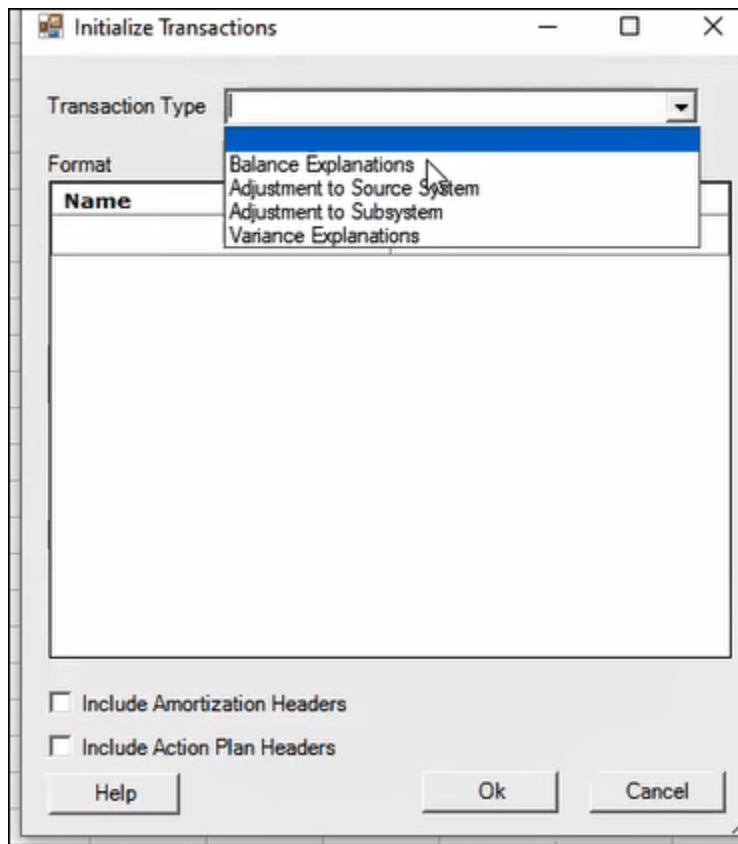 Initialize Transactions
Transaction Type
Balance Explanations
Format
Adjustment to Source System
Name
Adjustment to Subsystem
Variance Explanations
Include Amortization Headers
Include Action Plan Headers
Help Ok Cancel